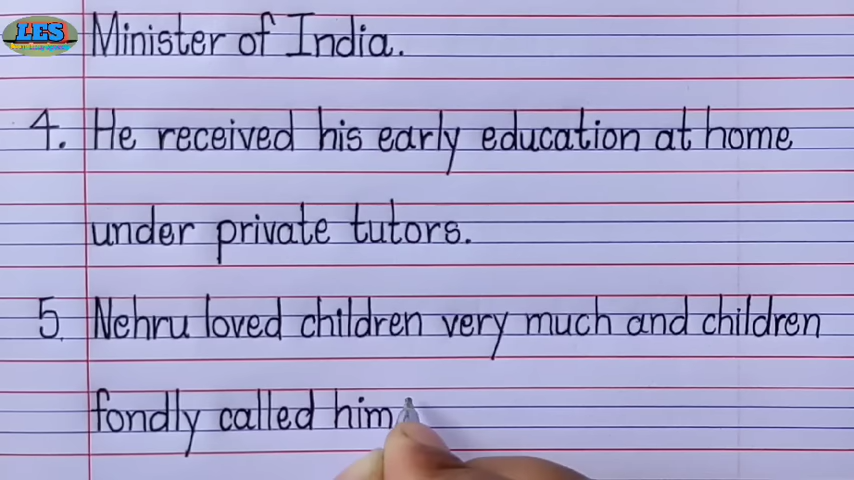 LES
Minister of India.
4. He received his early education at home
under private tutors.
5. Nehru loved children very much and children
fondly called him